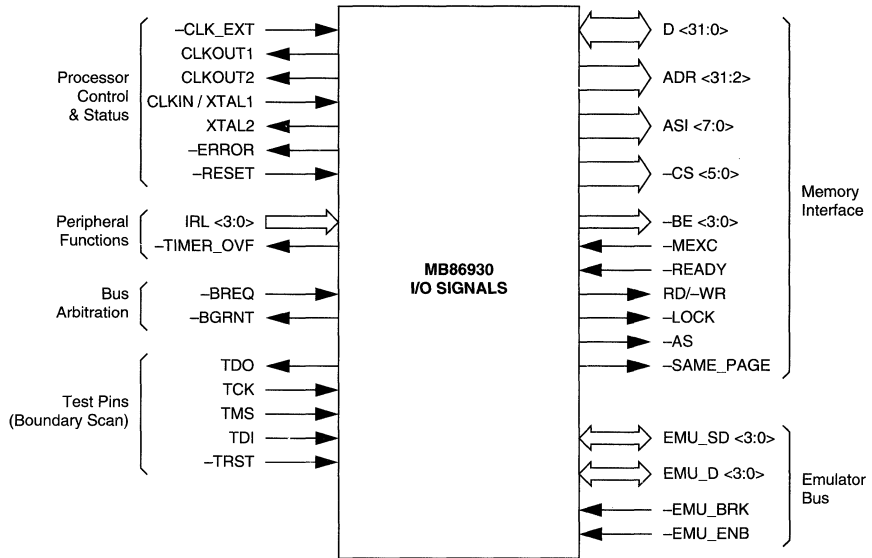 –CLK_EXT
CLKOUT1
CLKOUT2
CLKIN / XTAL1
XTAL2
–ERROR
–RESET
Processor
Control
& Status
IRL <3:0>
–TIMER_OVF
Peripheral
Functions
–BREQ
–BGRNT
Bus
Arbitration
TDO
TCK
TMS
TDI
–TRST
Test Pins
(Boundary Scan)
MB86930
I/O SIGNALS
D <31:0>
ADR <31:2>
ASI <7:0>
–CS <5:0>
–BE <3:0>
–MEXC
–READY
RD/–WR
–LOCK
–AS
–SAME_PAGE
Memory
Interface
EMU_SD <3:0>
EMU_D <3:0>
–EMU_BRK
–EMU_ENB
Emulator
Bus